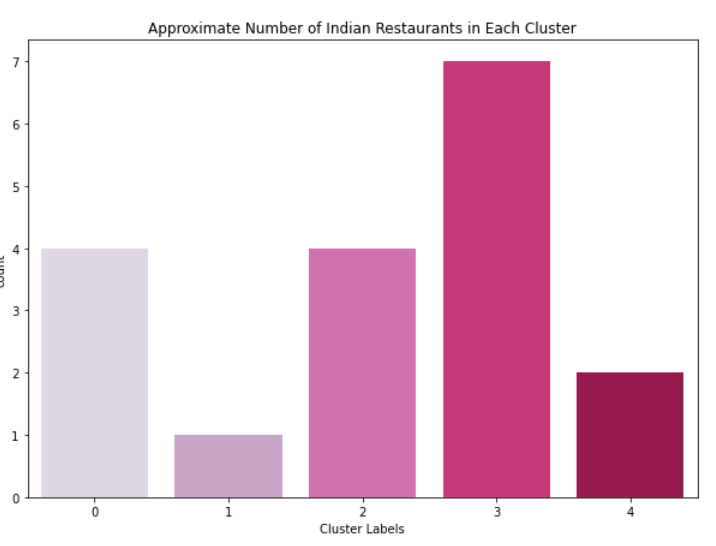 Approximate Number of Indian Restaurants in Each Cluster
7
6
5
4
3
2
1
0
count
0 1 2 3 4
Cluster Labels